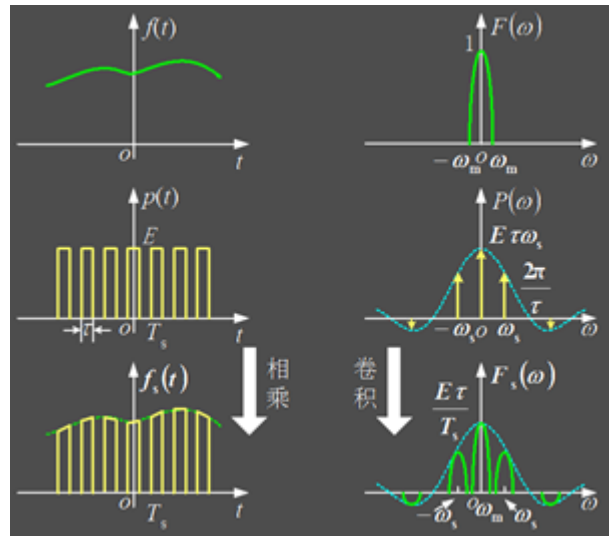 f(t)
F(ω)
1
o
t
−ω_m o ω_m
ω
p(t)
P(ω)
E
Eτω_s
2π/τ
τ
o
T_s
t
−ω_s o ω_s
ω
相乘
卷积
f_s(t)
F_s(ω)
Eτ/T_s
o
T_s
t
−ω_s
o ω_m
ω_s
ω